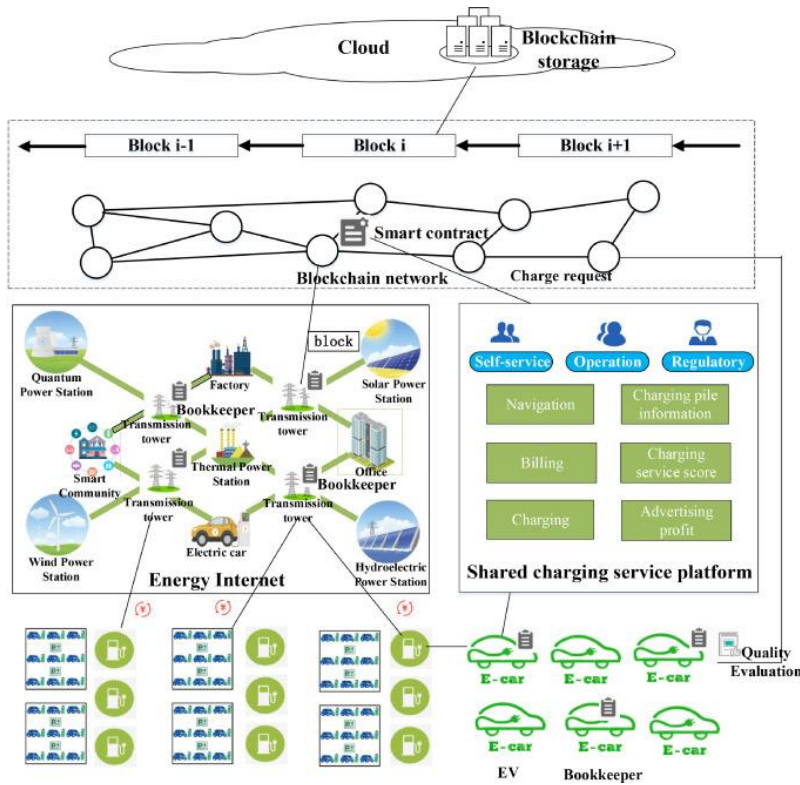 Cloud
Blockchain
storage
Block i-1
Block i
Block i+1
Smart contract
Blockchain network
Charge request
block
Quantum
Power Station
Factory
Solar Power
Station
Bookkeeper
Transmission
tower
Transmission
tower
Smart
Community
Thermal Power
Station
Office
Bookkeeper
Transmission
tower
Transmission
tower
Wind Power
Station
Electric car
Hydroelectric
Power Station
Energy Internet
Self-service
Operation
Regulatory
Navigation
Charging pile
information
Billing
Charging
service score
Charging
Advertising
profit
Shared charging service platform
¥
¥
¥
E-car
E-car
E-car
Quality
Evaluation
E-car
E-car
E-car
EV
Bookkeeper